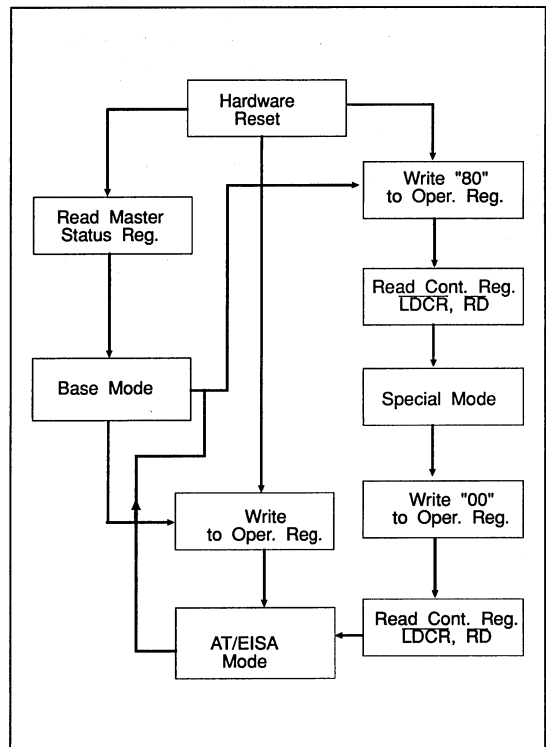 Hardware
Reset
Write "80"
to Oper. Reg.
Read Master
Status Reg.
Read Cont. Reg.
LDCR, RD
Base Mode
Special Mode
Write
to Oper. Reg.
Write "00"
to Oper. Reg.
AT/EISA
Mode
Read Cont. Reg.
LDCR, RD